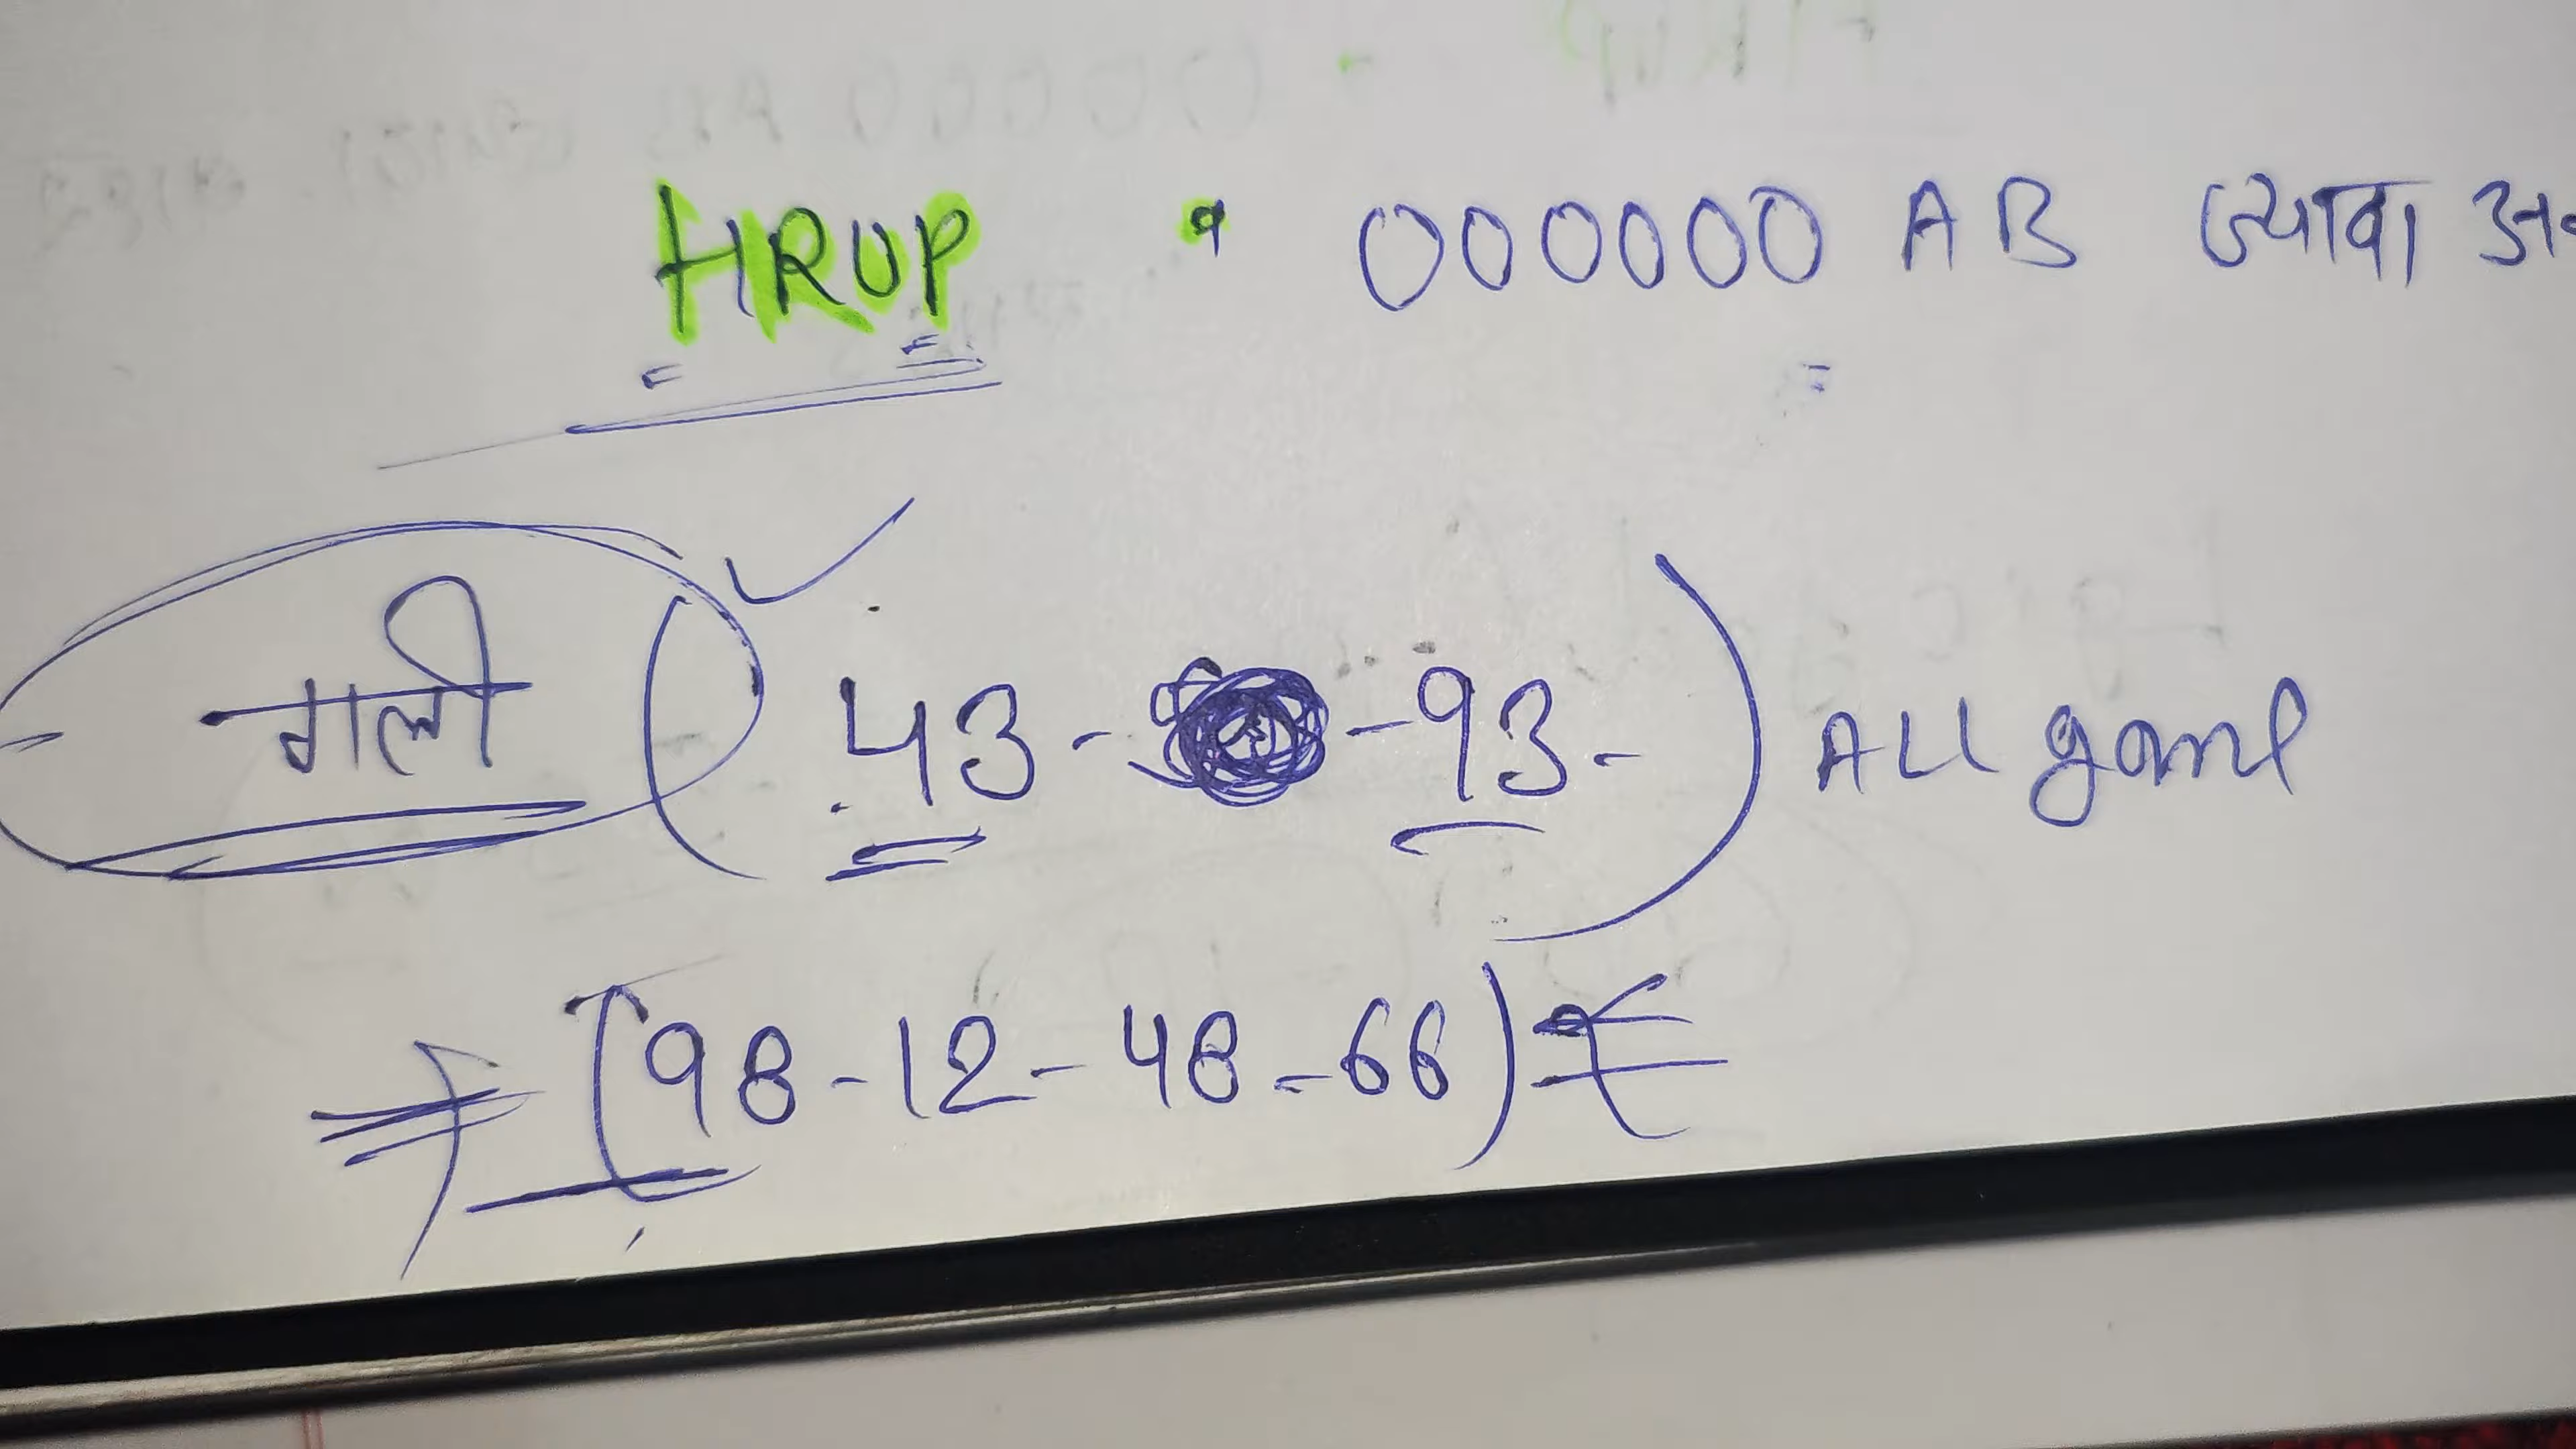 HRUP • 000000 AB ज्यादा
गली ( 43 - - 93 - ) ALL game
(98 - 12 - 48 - 66)